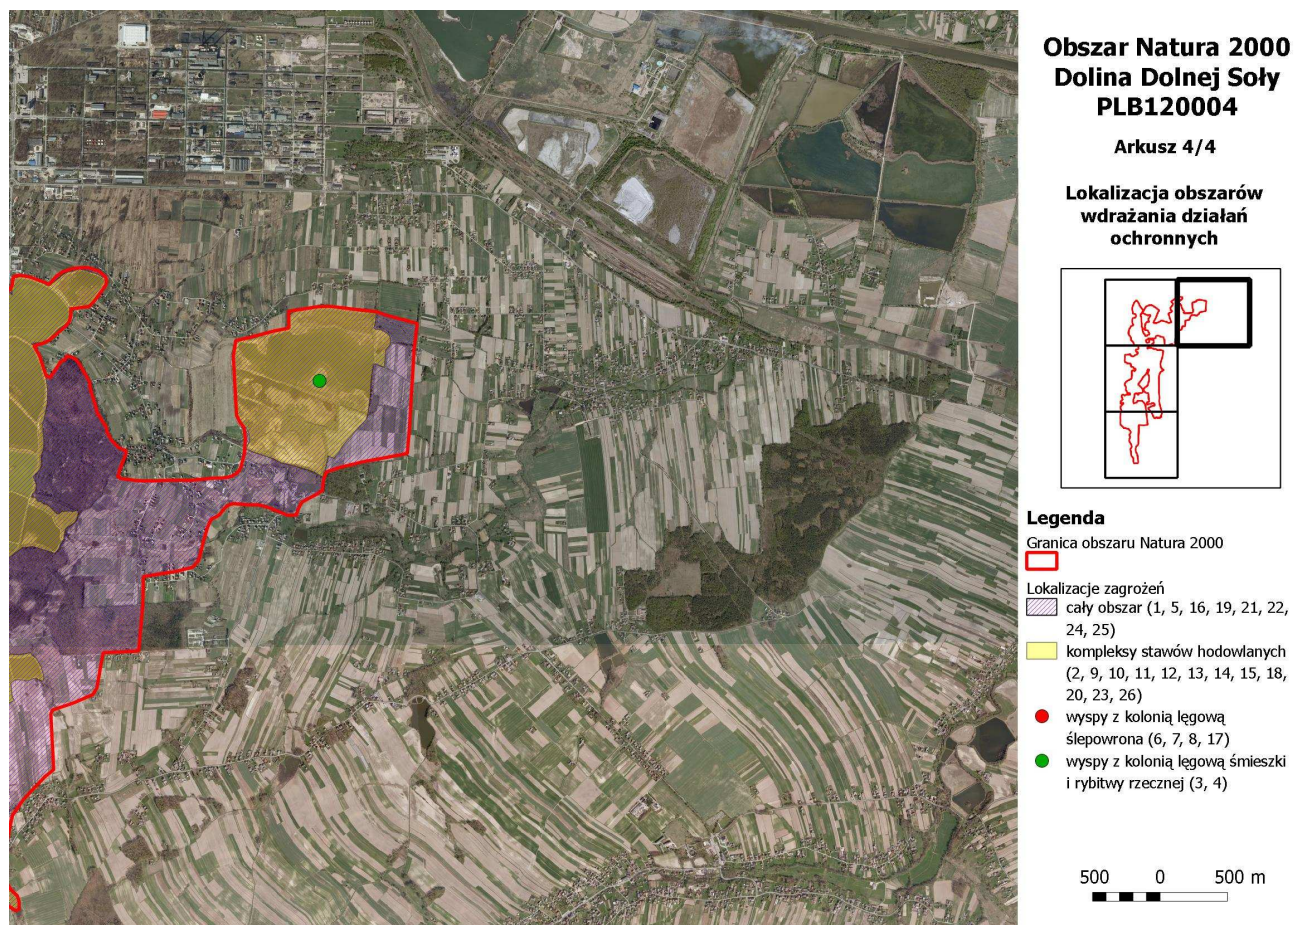 Obszar Natura 2000
Dolina Dolnej Soły
PLB120004
Arkusz 4/4
Lokalizacja obszarów
wdrażania działań
ochronnych
Legenda
Granica obszaru Natura 2000
Lokalizacje zagrożeń
cały obszar (1, 5, 16, 19, 21, 22,
24, 25)
kompleksy stawów hodowlanych
(2, 9, 10, 11, 12, 13, 14, 15, 18,
20, 23, 26)
wyspy z kolonią lęgową
ślepowrona (6, 7, 8, 17)
wyspy z kolonią lęgową śmieszki
i rybitwy rzecznej (3, 4)
500 0 500 m